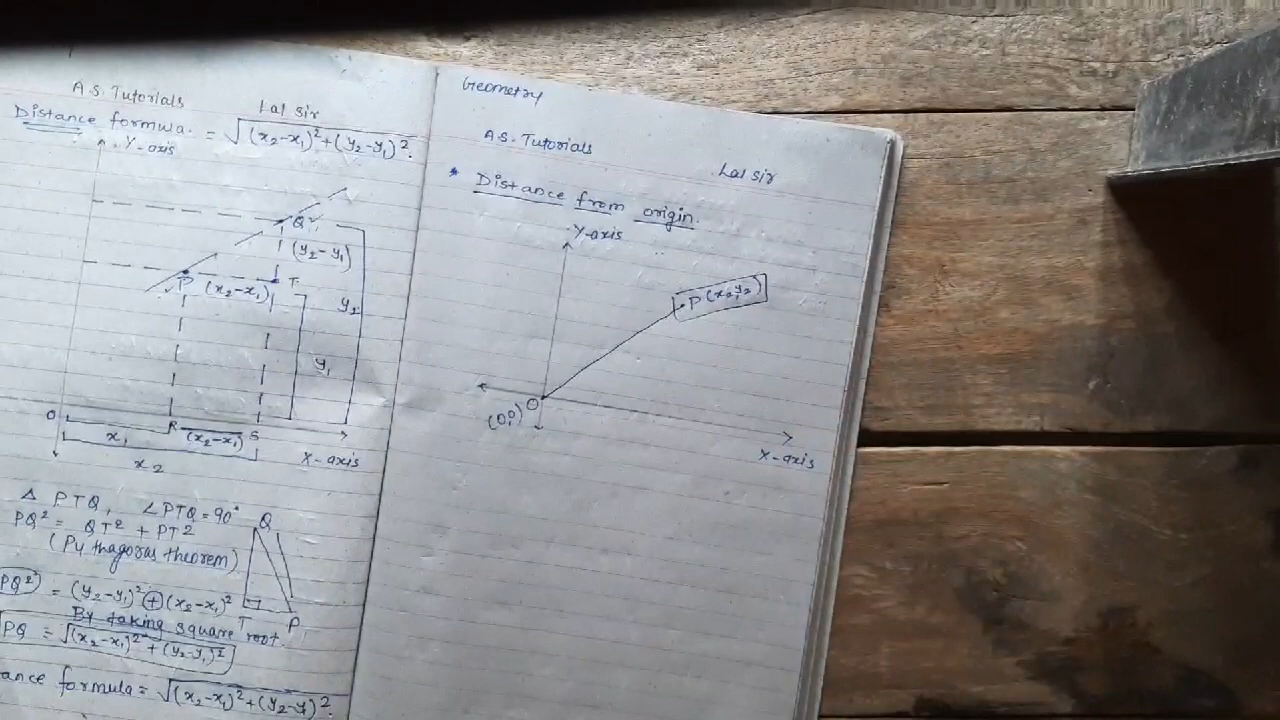 A.S. Tutorials Lal sir
Distance formula. = √(x₂-x₁)²+(y₂-y₁)².
Y-axis
Q
(y₂-y₁)
P (x₂-x₁) T
y₂
y₁
O R (x₂-x₁) S
x₁
x₂
X-axis
△ PTQ, ∠PTQ=90°
PQ² = QT² + PT²
(Pythagoras theorem)
Q
PQ² = (y₂-y₁)² + (x₂-x₁)²
T P
By taking square root.
PQ = √(x₂-x₁)² + (y₂-y₁)²
ance formula = √(x₂-x₁)²+(y₂-y₁)².
Geometry
A.S. Tutorials
Lal sir
* Distance from origin.
Y-axis
P(x₂,y₂)
O
(0,0)
X-axis